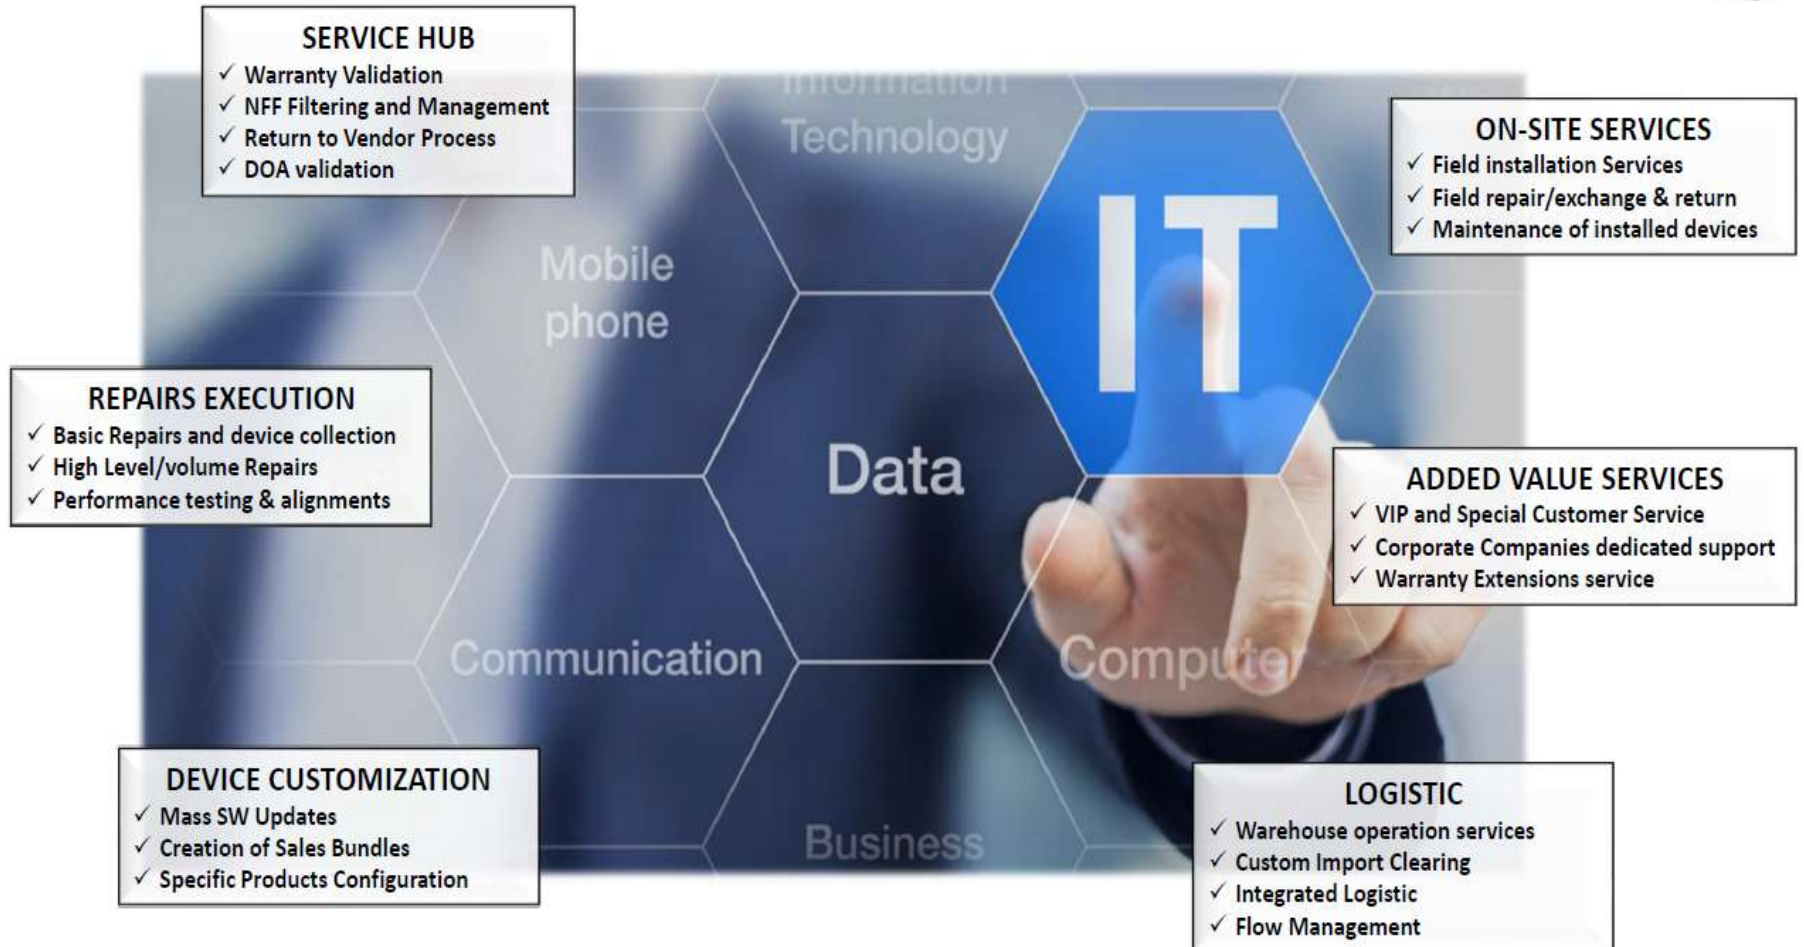 SERVICE HUB
✓ Warranty Validation
✓ NFF Filtering and Management
✓ Return to Vendor Process
✓ DOA validation
ON-SITE SERVICES
✓ Field installation Services
✓ Field repair/exchange & return
✓ Maintenance of installed devices
REPAIRS EXECUTION
✓ Basic Repairs and device collection
✓ High Level/volume Repairs
✓ Performance testing & alignments
ADDED VALUE SERVICES
✓ VIP and Special Customer Service
✓ Corporate Companies dedicated support
✓ Warranty Extensions service
DEVICE CUSTOMIZATION
✓ Mass SW Updates
✓ Creation of Sales Bundles
✓ Specific Products Configuration
LOGISTIC
✓ Warehouse operation services
✓ Custom Import Clearing
✓ Integrated Logistic
✓ Flow Management
Information
Technology
IT
Mobile
phone
Data
Communication
Computer
Business